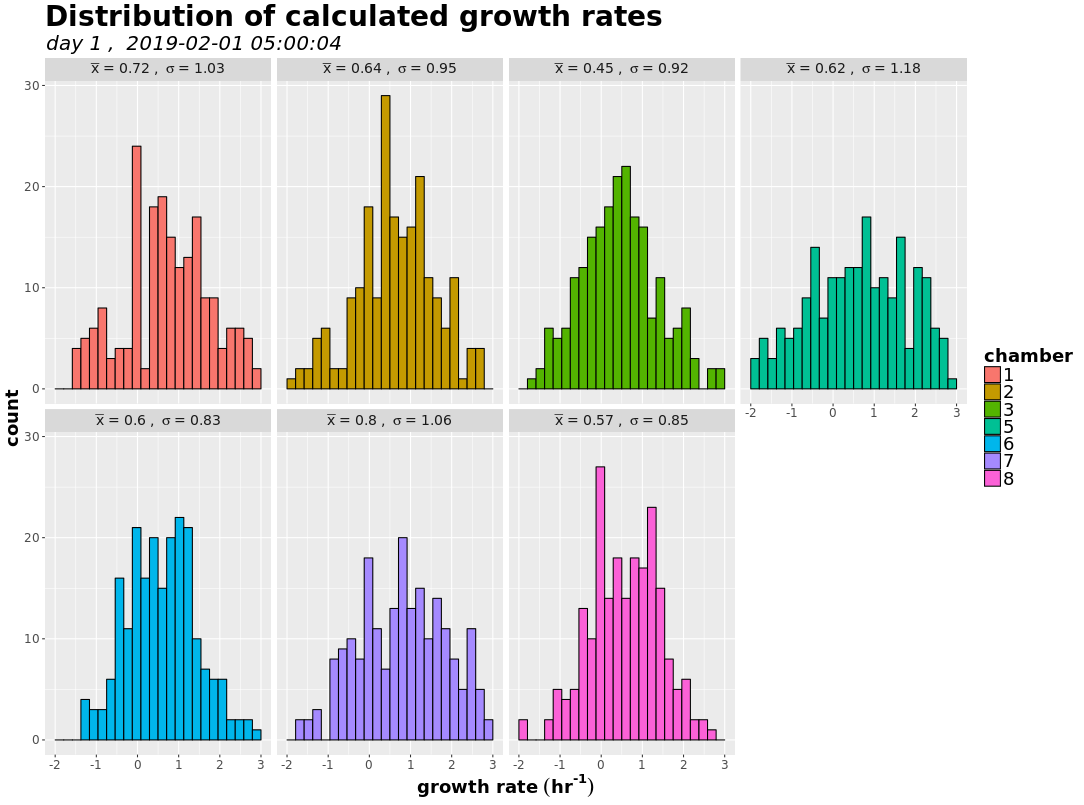 Distribution of calculated growth rates
day 1 , 2019-02-01 05:00:04
x̅ = 0.72 , σ = 1.03
x̅ = 0.64 , σ = 0.95
x̅ = 0.45 , σ = 0.92
x̅ = 0.62 , σ = 1.18
30
20
10
0
-2 -1 0 1 2 3
x̅ = 0.6 , σ = 0.83
x̅ = 0.8 , σ = 1.06
x̅ = 0.57 , σ = 0.85
30
20
10
0
-2 -1 0 1 2 3
-2 -1 0 1 2 3
-2 -1 0 1 2 3
count
growth rate (hr⁻¹)
chamber
1
2
3
5
6
7
8